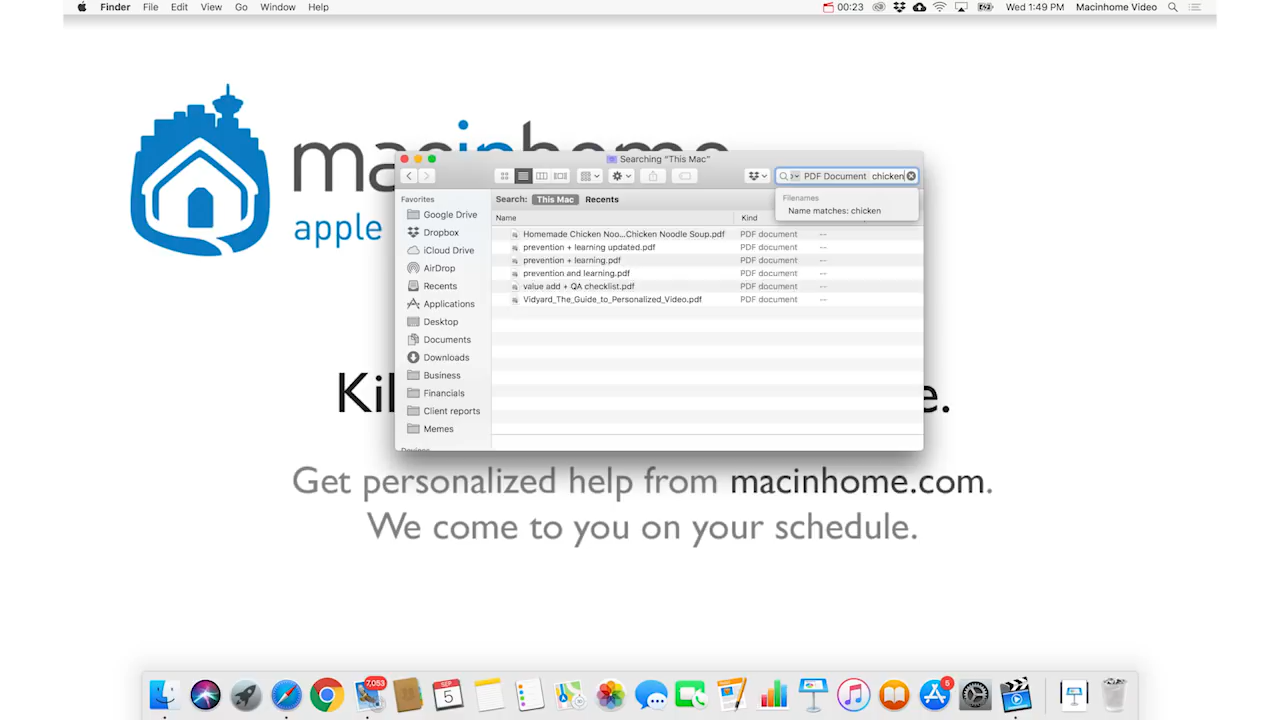 Finder File Edit View Go Window Help 00:23 Wed 1:49 PM Macinhome Video
macinhome
apple
Searching “This Mac”
PDF Document chicken
Filenames
Name matches: chicken
Search: This Mac Recents
Name Kind
Favorites
Google Drive
Dropbox
iCloud Drive
AirDrop
Recents
Applications
Desktop
Documents
Downloads
Business
Financials
Client reports
Memes
Homemade Chicken Noo...Chicken Noodle Soup.pdf PDF document --
prevention + learning updated.pdf PDF document --
prevention + learning.pdf PDF document --
prevention and learning.pdf PDF document --
value add + QA checklist.pdf PDF document --
Vidyard_The_Guide_to_Personalized_Video.pdf PDF document --
Get personalized help from macinhome.com.
We come to you on your schedule.
7,053
SEP
5
5